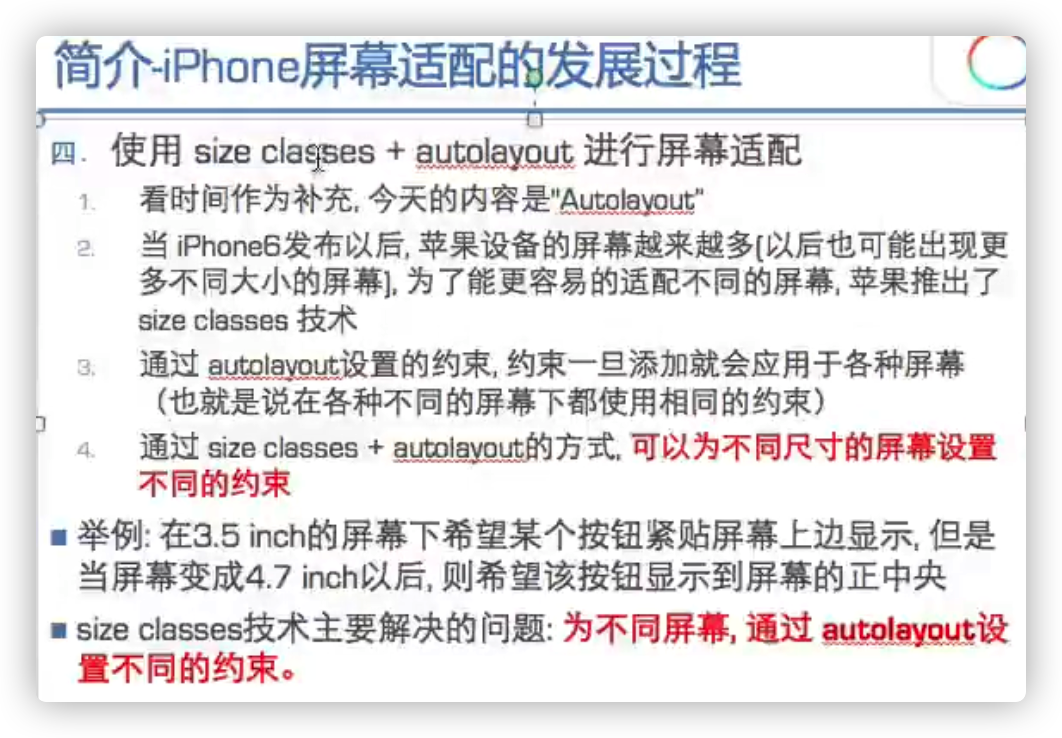 简介-iPhone屏幕适配的发展过程
四. 使用 size classes + autolayout 进行屏幕适配
1. 看时间作为补充, 今天的内容是"Autolayout"
2. 当 iPhone6发布以后, 苹果设备的屏幕越来越多(以后也可能出现更
多不同大小的屏幕), 为了能更容易的适配不同的屏幕, 苹果推出了
size classes 技术
3. 通过 autolayout设置的约束, 约束一旦添加就会应用于各种屏幕
（也就是说在各种不同的屏幕下都使用相同的约束）
4. 通过 size classes + autolayout的方式, 可以为不同尺寸的屏幕设置
不同的约束
■ 举例: 在3.5 inch的屏幕下希望某个按钮紧贴屏幕上边显示, 但是
当屏幕变成4.7 inch以后, 则希望该按钮显示到屏幕的正中央
■ size classes技术主要解决的问题: 为不同屏幕, 通过 autolayout设
置不同的约束。